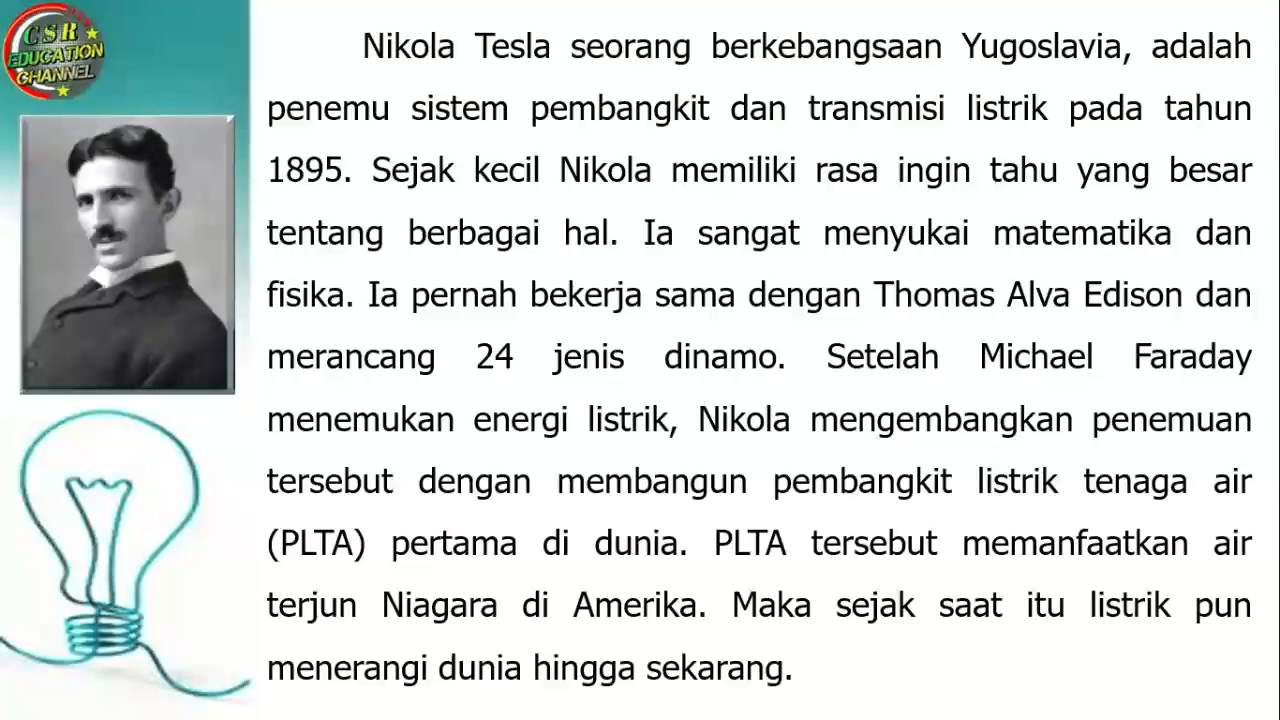 CSR
EDUCATION
CHANNEL
Nikola Tesla seorang berkebangsaan Yugoslavia, adalah
penemu sistem pembangkit dan transmisi listrik pada tahun
1895. Sejak kecil Nikola memiliki rasa ingin tahu yang besar
tentang berbagai hal. Ia sangat menyukai matematika dan
fisika. Ia pernah bekerja sama dengan Thomas Alva Edison dan
merancang 24 jenis dinamo. Setelah Michael Faraday
menemukan energi listrik, Nikola mengembangkan penemuan
tersebut dengan membangun pembangkit listrik tenaga air
(PLTA) pertama di dunia. PLTA tersebut memanfaatkan air
terjun Niagara di Amerika. Maka sejak saat itu listrik pun
menerangi dunia hingga sekarang.